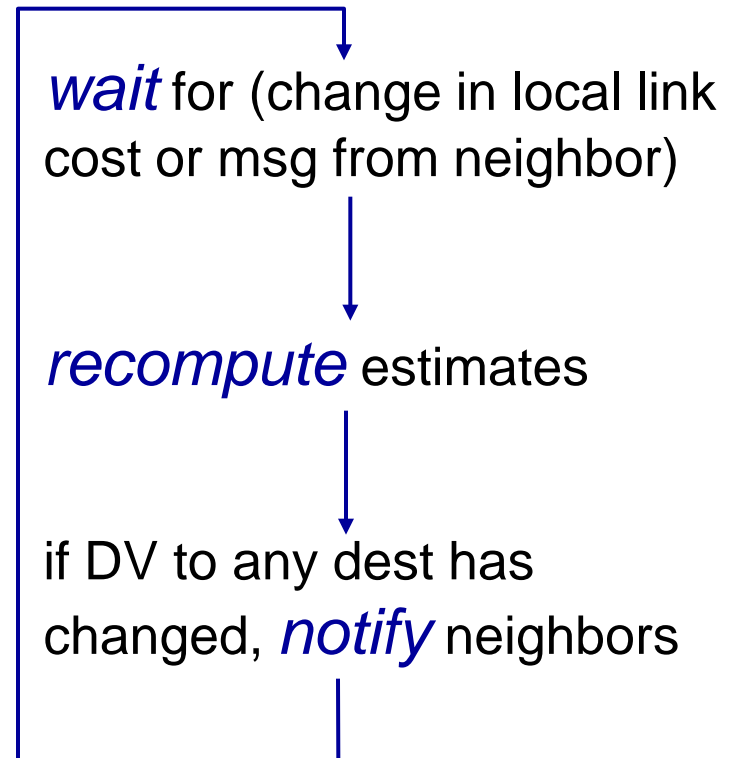 wait for (change in local link
cost or msg from neighbor)
recompute estimates
if DV to any dest has
changed, notify neighbors